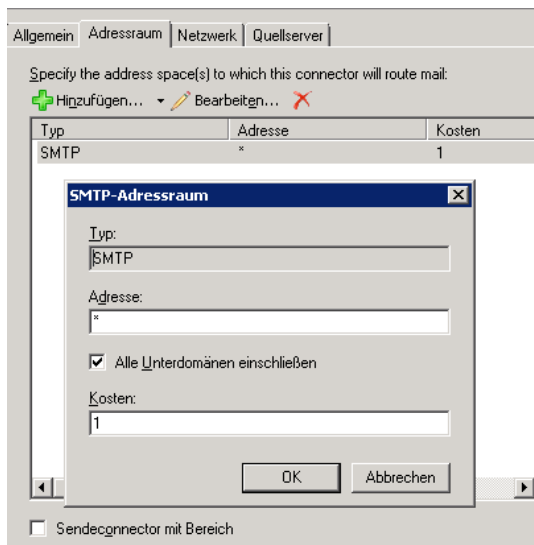 Allgemein Adressraum Netzwerk Quellserver
Specify the address space(s) to which this connector will route mail:
Hinzufügen... Bearbeiten...
Typ Adresse Kosten
SMTP * 1
SMTP-Adressraum
Typ:
SMTP
Adresse:
*
Alle Unterdomänen einschließen
Kosten:
1
OK Abbrechen
Sendeconnector mit Bereich